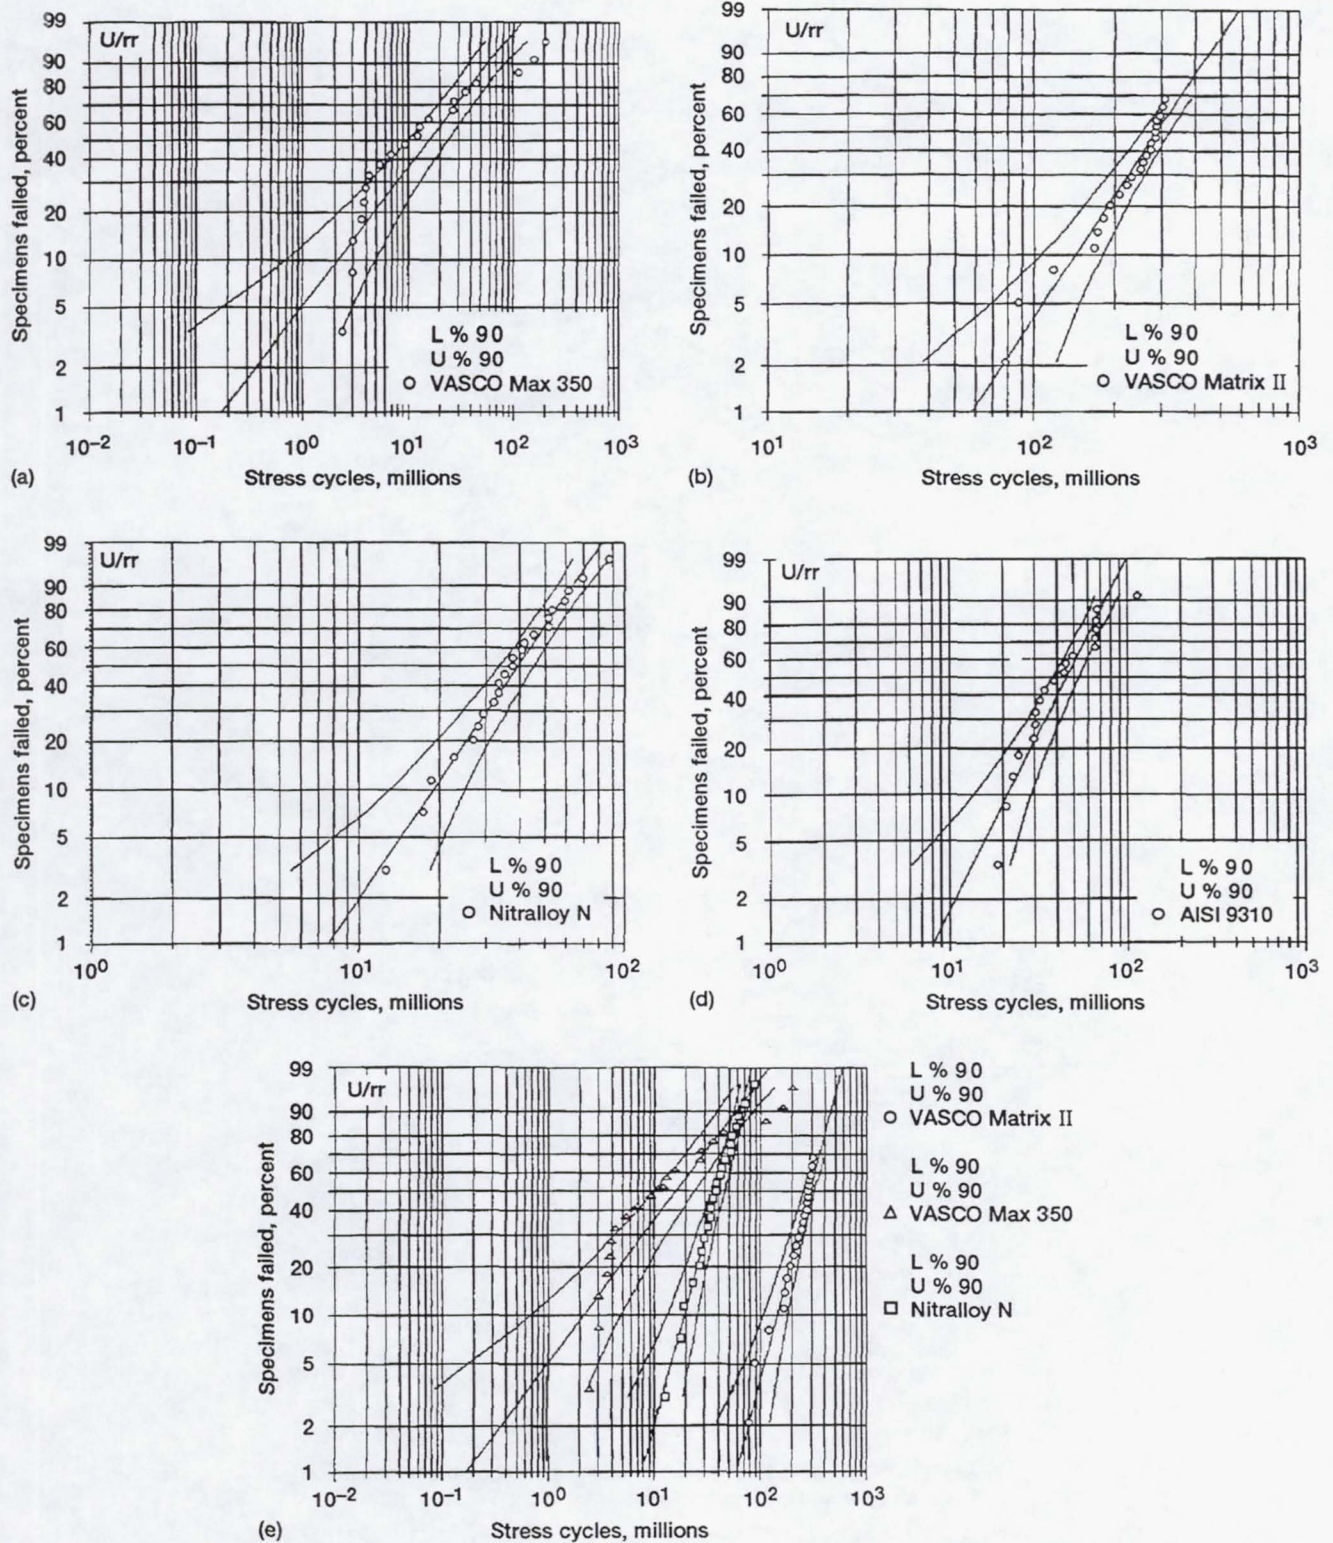 99
90
80
60
40
20
10
5
2
1
Specimens failed, percent
U/rr
L % 90
U % 90
VASCO Max 350
10⁻² 10⁻¹ 10⁰ 10¹ 10² 10³
(a) Stress cycles, millions
99
90
80
60
40
20
10
5
2
1
Specimens failed, percent
U/rr
L % 90
U % 90
VASCO Matrix II
10¹ 10² 10³
(b) Stress cycles, millions
99
90
80
60
40
20
10
5
2
1
Specimens failed, percent
U/rr
L % 90
U % 90
Nitralloy N
10⁰ 10¹ 10²
(c) Stress cycles, millions
99
90
80
60
40
20
10
5
2
1
Specimens failed, percent
U/rr
L % 90
U % 90
AISI 9310
10⁰ 10¹ 10² 10³
(d) Stress cycles, millions
99
90
80
60
40
20
10
5
2
1
Specimens failed, percent
U/rr
10⁻² 10⁻¹ 10⁰ 10¹ 10² 10³
(e) Stress cycles, millions
L % 90
U % 90
VASCO Matrix II
L % 90
U % 90
VASCO Max 350
L % 90
U % 90
Nitralloy N